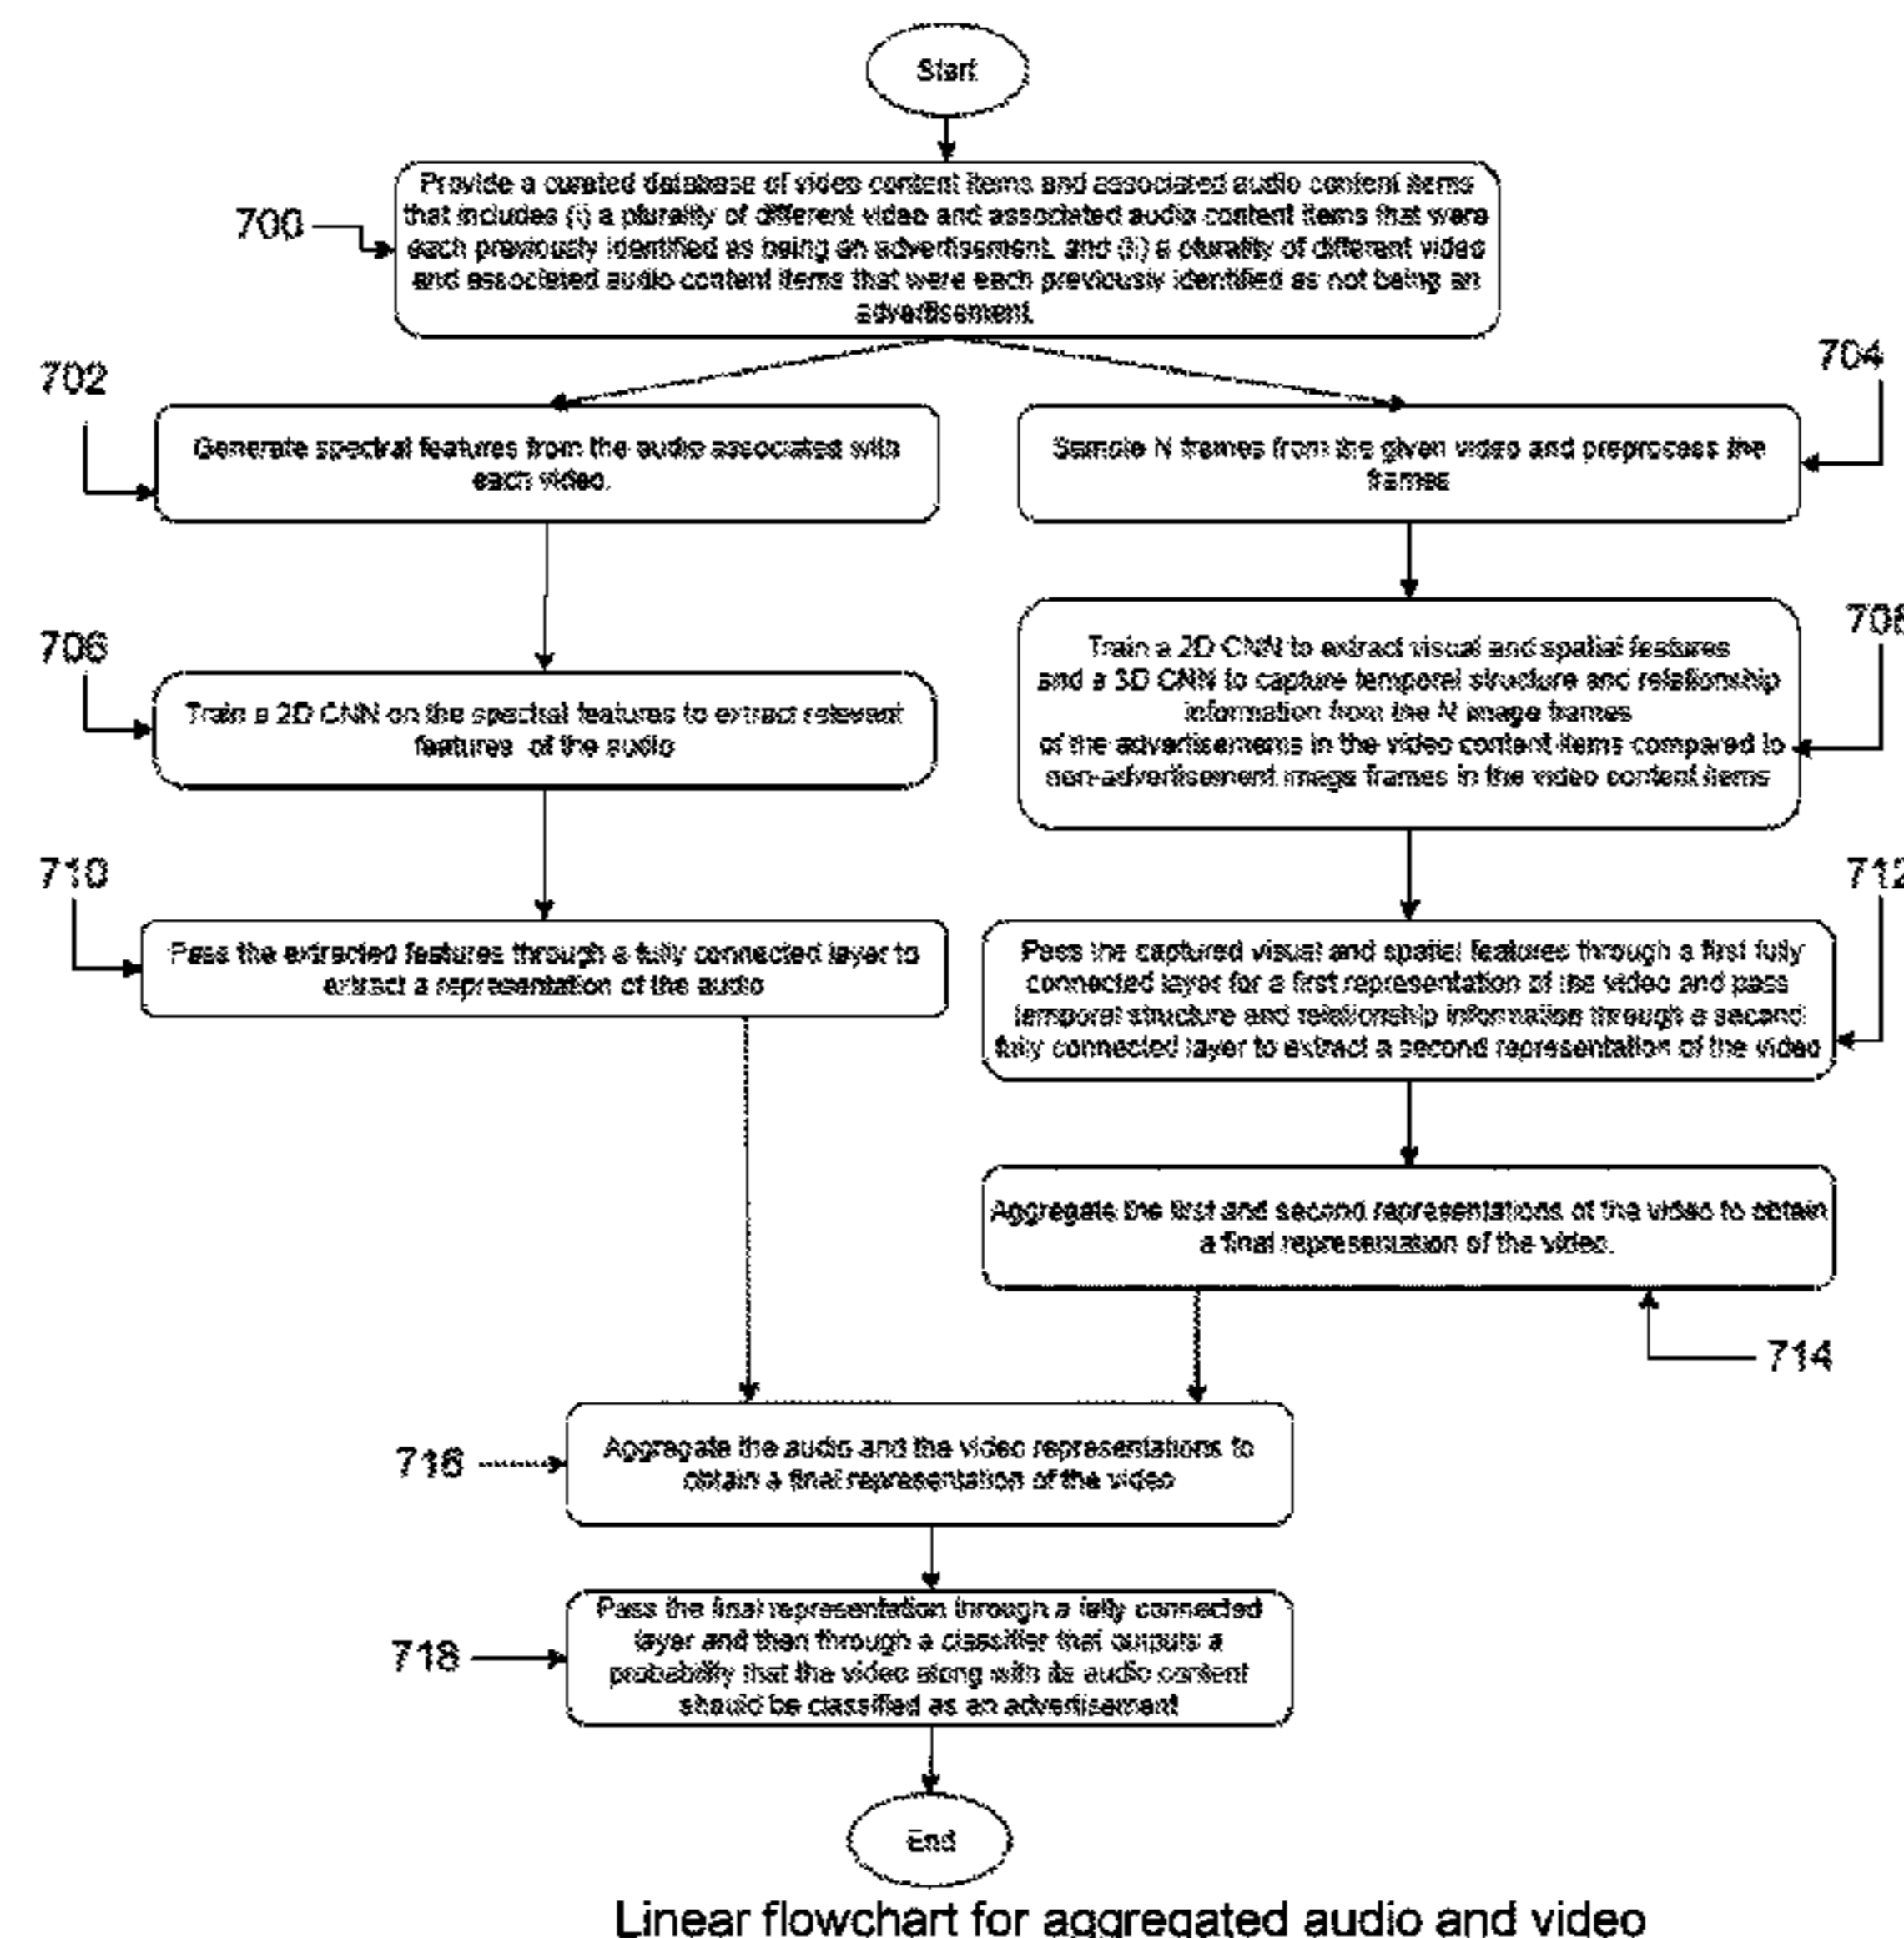 Start
700
Provide a curated database of video content items and associated audio content items
that includes (i) a plurality of different video and associated audio content items that were
each previously identified as being an advertisement, and (ii) a plurality of different video
and associated audio content items that were each previously identified as not being an
advertisement.
702
704
Generate spectral features from the audio associated with
each video.
Sample N frames from the given video and preprocess the
frames
706
708
Train a 2D CNN on the spectral features to extract relevant
features of the audio
Train a 2D CNN to extract visual and spatial features
and a 3D CNN to capture temporal structure and relationship
information from the N image frames
of the advertisements in the video content items compared to
non-advertisement image frames in the video content items
710
712
Pass the extracted features through a fully connected layer to
extract a representation of the audio
Pass the captured visual and spatial features through a first fully
connected layer for a first representation of the video and pass
temporal structure and relationship information through a second
fully connected layer to extract a second representation of the video
Aggregate the first and second representations of the video to obtain
a final representation of the video.
714
716
Aggregate the audio and the video representations to
obtain a final representation of the video
718
Pass the final representation through a fully connected
layer and then through a classifier that outputs a
probability that the video along with its audio content
should be classified as an advertisement
End
Linear flowchart for aggregated audio and video